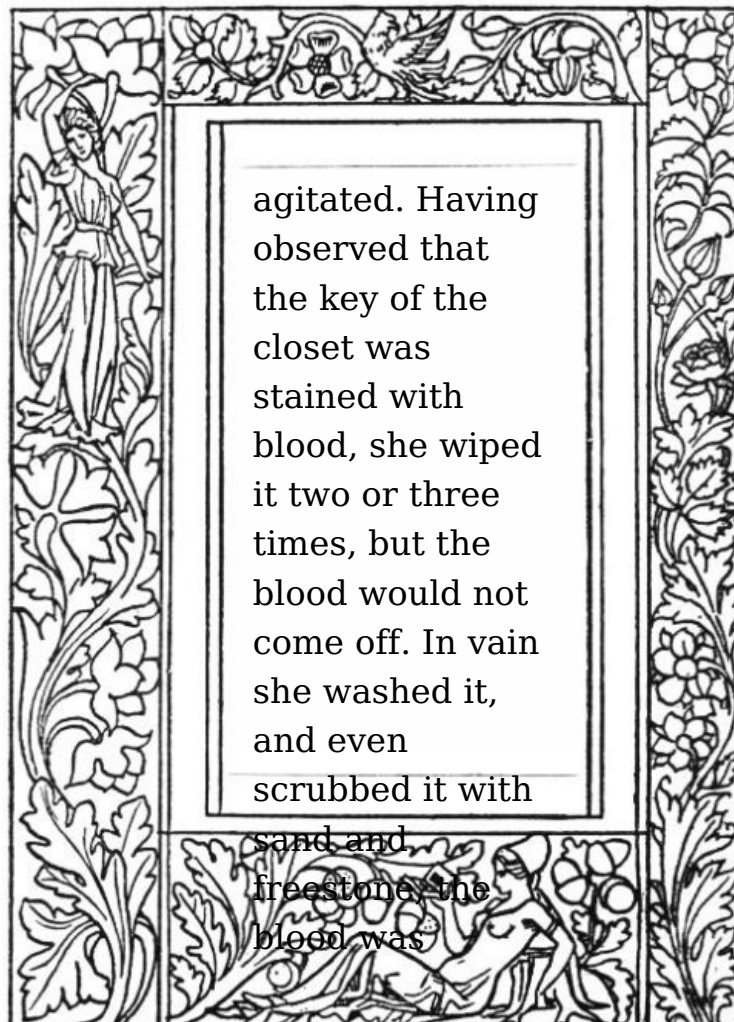 agitated. Having
observed that
the key of the
closet was
stained with
blood, she wiped
it two or three
times, but the
blood would not
come off. In vain
she washed it,
and even
scrubbed it with
sand and
freestone, the
blood was